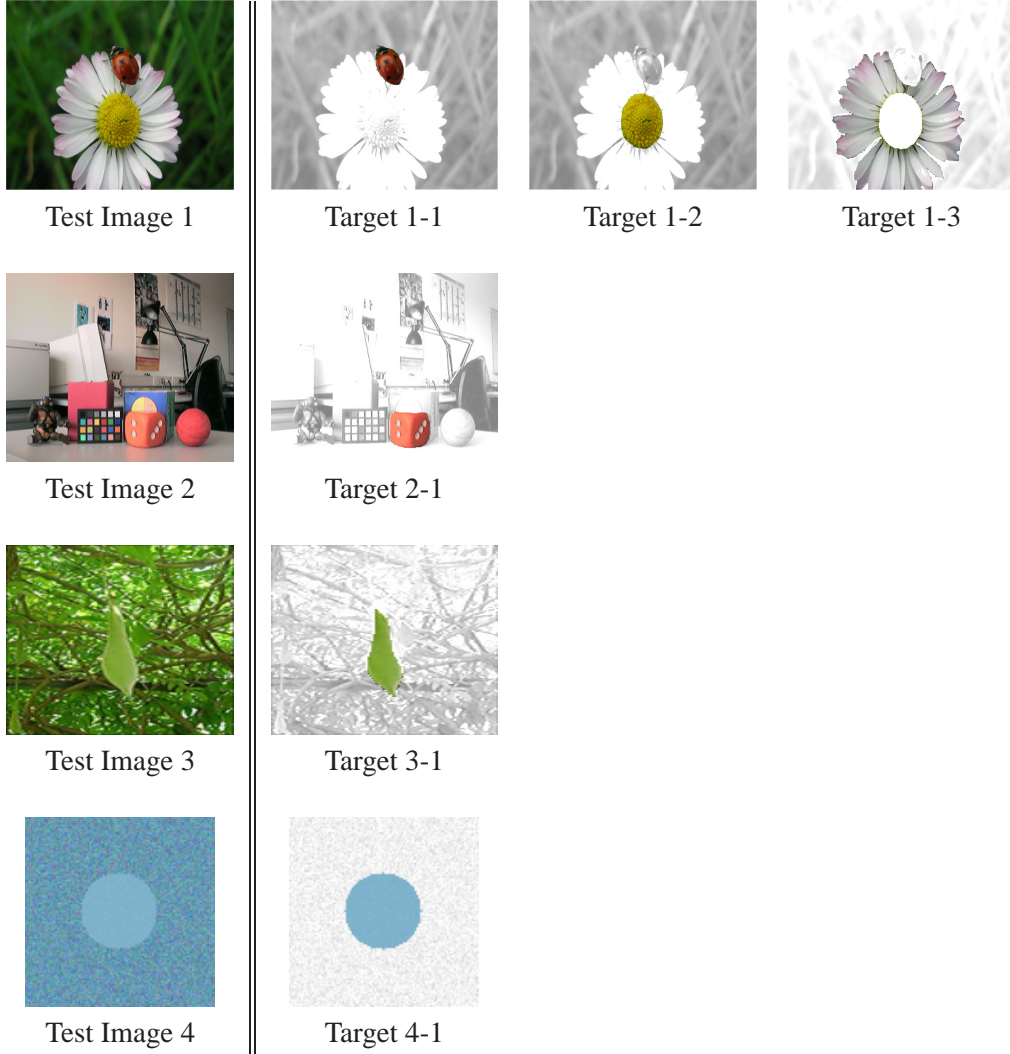 Test Image 1
Target 1-1
Target 1-2
Target 1-3
Test Image 2
Target 2-1
Test Image 3
Target 3-1
Test Image 4
Target 4-1